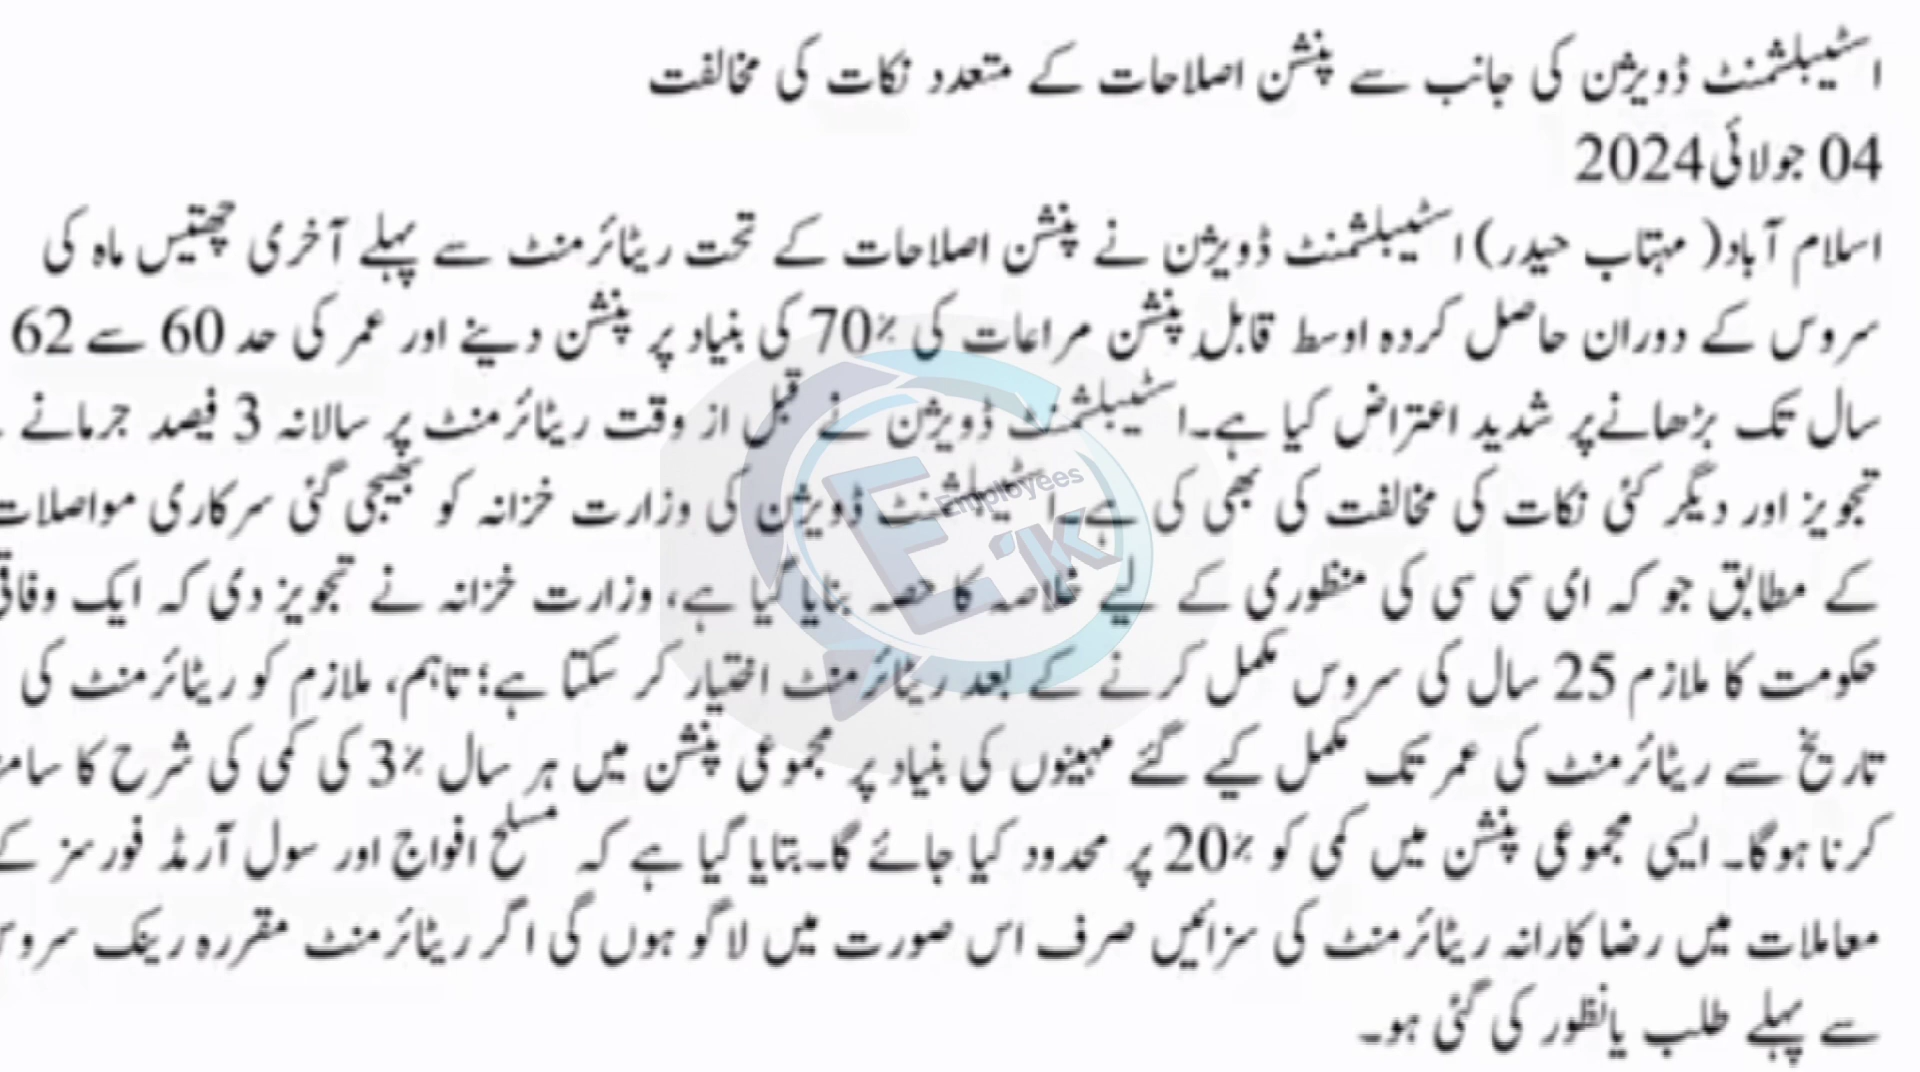 اسٹیبلشمنٹ ڈویژن کی جانب سے پنشن اصلاحات کے متعدد نکات کی مخالفت
04 جولائی2024
اسلام آباد( مہتاب حیدر) اسٹیبلشمنٹ ڈویژن نے پنشن اصلاحات کے تحت ریٹائرمنٹ سے پہلے آخری چھتیس ماہ کی
سروس کے دوران حاصل کردہ اوسط قابل پنشن مراعات کی 70٪ کی بنیاد پر پنشن دینے اور عمر کی حد 60 سے 62
سال تک بڑھانےپر شدید اعتراض کیا ہے۔اسٹیبلشمنٹ ڈویژن نے قبل از وقت ریٹائرمنٹ پر سالانہ 3 فیصد جرمانے
تجویز اور دیگر کئی نکات کی مخالفت کی بھی کی ہے۔اسٹیبلشمنٹ ڈویژن کی وزارت خزانہ کو بھیجی گئی سرکاری مواصلات
کے مطابق جو کہ ای سی سی کی منظوری کے لیے خلاصہ کا حصہ بنایا گیا ہے، وزارت خزانہ نے تجویز دی کہ ایک وفاقی
حکومت کا ملازم 25 سال کی سروس مکمل کرنے کے بعد ریٹائرمنٹ اختیار کر سکتا ہے؛ تاہم، ملازم کو ریٹائرمنٹ کی
تاریخ سے ریٹائرمنٹ کی عمر تک مکمل کیے گئے مہینوں کی بنیاد پر مجموعی پنشن میں ہر سال 3٪ کی کمی کی شرح کا سامنا
کرنا ہوگا۔ ایسی مجموعی پنشن میں کمی کو 20٪ پر محدود کیا جائے گا۔بتایا گیا ہے کہ مسلح افواج اور سول آرمڈ فورسز کے
معاملات میں رضا کارانہ ریٹائرمنٹ کی سزائیں صرف اس صورت میں لاگو ہوں گی اگر ریٹائرمنٹ مقررہ رینک سروس
سے پہلے طلب یا کی گئی ہو۔
Employees
E'K